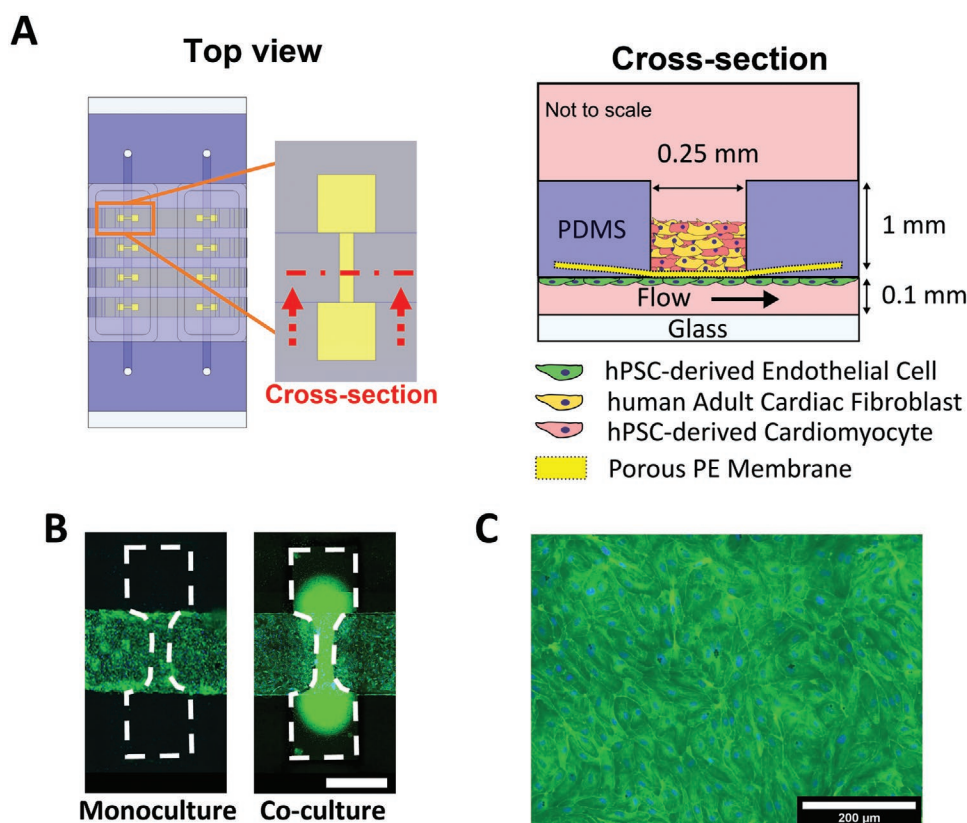 A
Top view
Cross-section
Cross-section
Not to scale
0.25 mm
PDMS
1 mm
Flow
0.1 mm
Glass
hPSC-derived Endothelial Cell
human Adult Cardiac Fibroblast
hPSC-derived Cardiomyocyte
Porous PE Membrane
B
Monoculture
Co-culture
C
200 µm